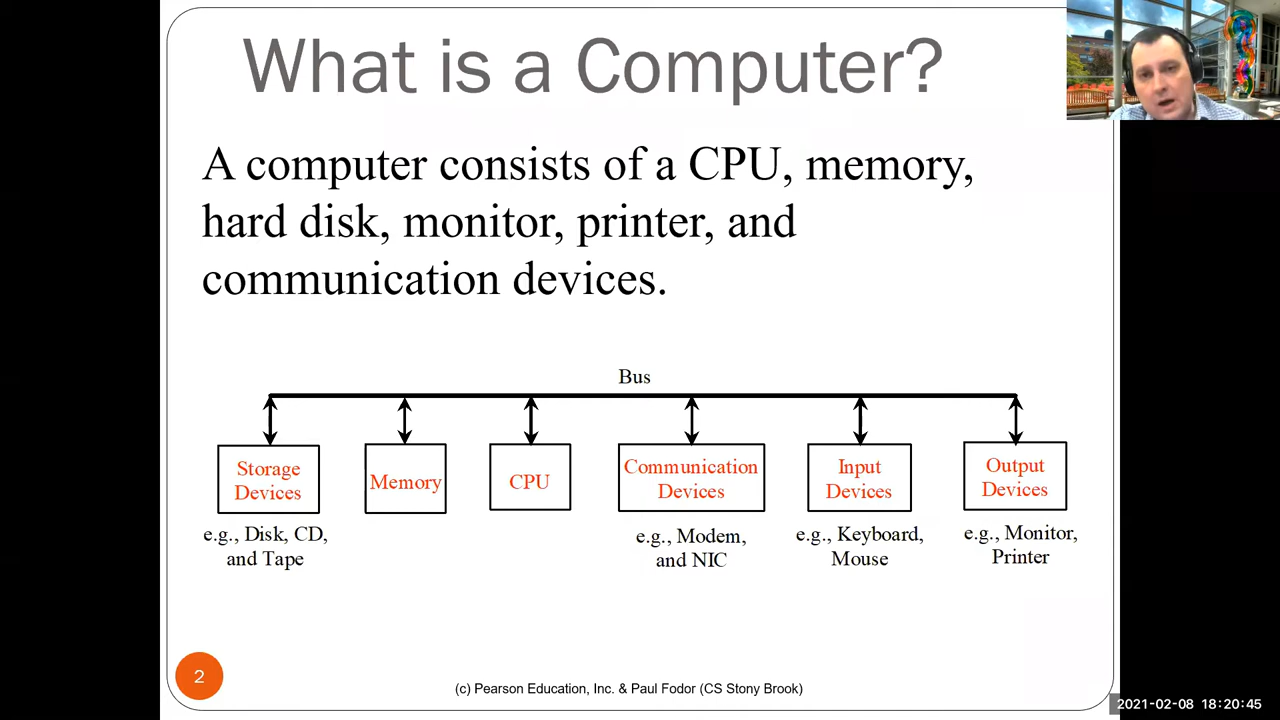 What is a Computer?
A computer consists of a CPU, memory,
hard disk, monitor, printer, and
communication devices.
Bus
Storage
Devices
Memory
CPU
Communication
Devices
Input
Devices
Output
Devices
e.g., Disk, CD,
and Tape
e.g., Modem,
and NIC
e.g., Keyboard,
Mouse
e.g., Monitor,
Printer
2
(c) Pearson Education, Inc. & Paul Fodor (CS Stony Brook)
2021-02-08 18:20:45